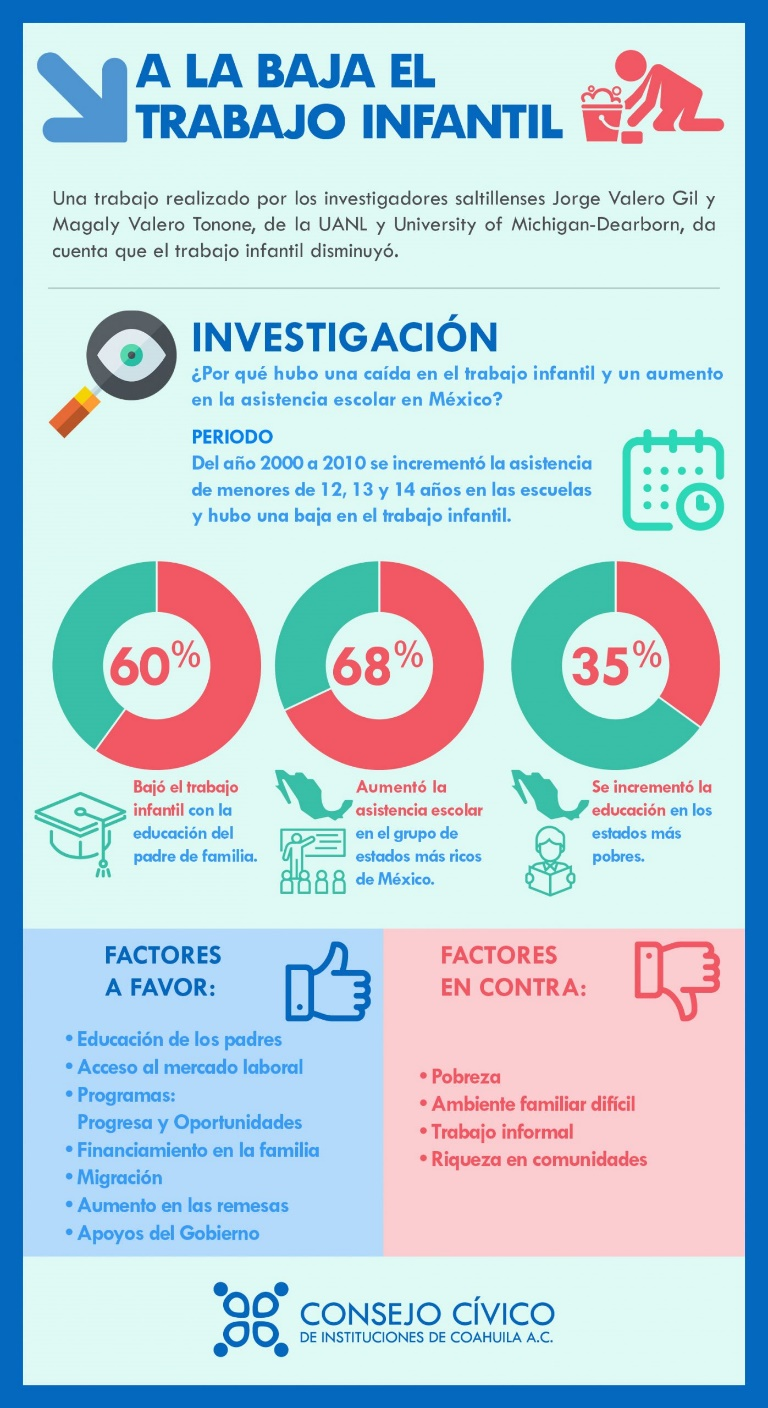 A LA BAJA EL
TRABAJO INFANTIL
Una trabajo realizado por los investigadores saltillenses Jorge Valero Gil y
Magaly Valero Tonone, de la UANL y University of Michigan-Dearborn, da
cuenta que el trabajo infantil disminuyó.
INVESTIGACIÓN
¿Por qué hubo una caída en el trabajo infantil y un aumento
en la asistencia escolar en México?
PERIODO
Del año 2000 a 2010 se incrementó la asistencia
de menores de 12, 13 y 14 años en las escuelas
y hubo una baja en el trabajo infantil.
60%
Bajó el trabajo
infantil con la
educación del
padre de familia.
68%
Aumentó la
asistencia escolar
en el grupo de
estados más ricos
de México.
35%
Se incrementó la
educación en los
estados más
pobres.
FACTORES
A FAVOR:
• Educación de los padres
• Acceso al mercado laboral
• Programas:
Progresa y Oportunidades
• Financiamiento en la familia
• Migración
• Aumento en las remesas
• Apoyos del Gobierno
FACTORES
EN CONTRA:
• Pobreza
• Ambiente familiar difícil
• Trabajo informal
• Riqueza en comunidades
CONSEJO CÍVICO
DE INSTITUCIONES DE COAHUILA A.C.